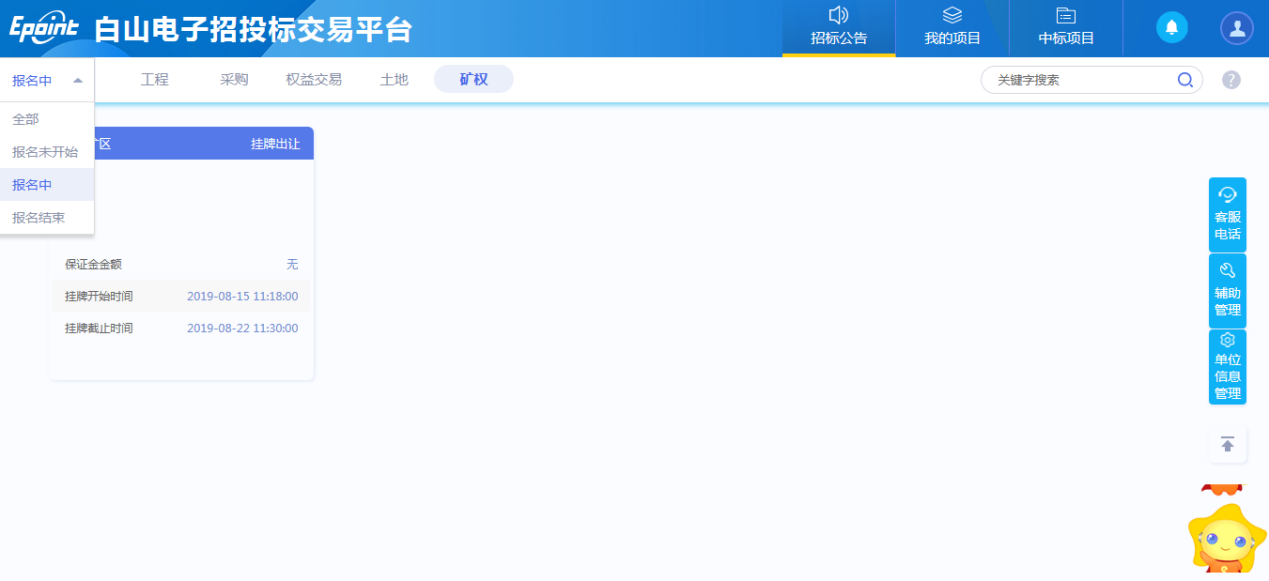 Epoint 白山电子招投标交易平台
招标公告 我的项目 中标项目
报名中 工程 采购 权益交易 土地 矿权 关键字搜索 ?
全部
报名未开始
报名中
报名结束
区 挂牌出让
保证金金额 无
挂牌开始时间 2019-08-15 11:18:00
挂牌截止时间 2019-08-22 11:30:00
客服
电话
辅助
管理
单位
信息
管理